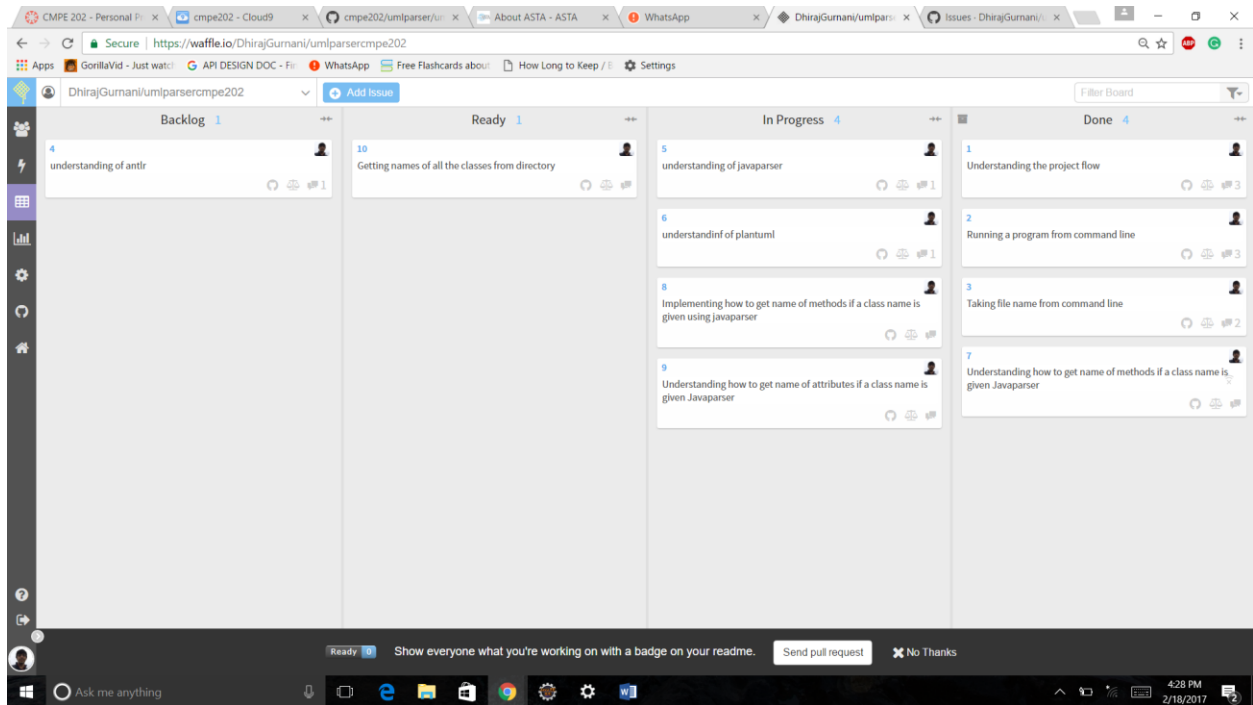 CMPE 202 - Personal Pr
cmpe202 - Cloud9
cmpe202/umlparser/um
About ASTA - ASTA
WhatsApp
DhirajGurnani/umlpars
Issues - DhirajGurnani/u
Secure | https://waffle.io/DhirajGurnani/umlparsercmpe202
Apps
GorillaVid - Just watch
API DESIGN DOC - Fin
WhatsApp
Free Flashcards about
How Long to Keep / B
Settings
DhirajGurnani/umlparsercmpe202
Add Issue
Filter Board
Backlog 1
4
understanding of antlr
1
Ready 1
10
Getting names of all the classes from directory
In Progress 4
5
understanding of javaparser
1
6
understandinf of plantuml
1
8
Implementing how to get name of methods if a class name is
given using javaparser
9
Understanding how to get name of attributes if a class name is
given Javaparser
Done 4
1
Understanding the project flow
3
2
Running a program from command line
3
3
Taking file name from command line
2
7
Understanding how to get name of methods if a class name is
given Javaparser
Ready 0
Show everyone what you're working on with a badge on your readme.
Send pull request
No Thanks
Ask me anything
4:28 PM
2/18/2017
2